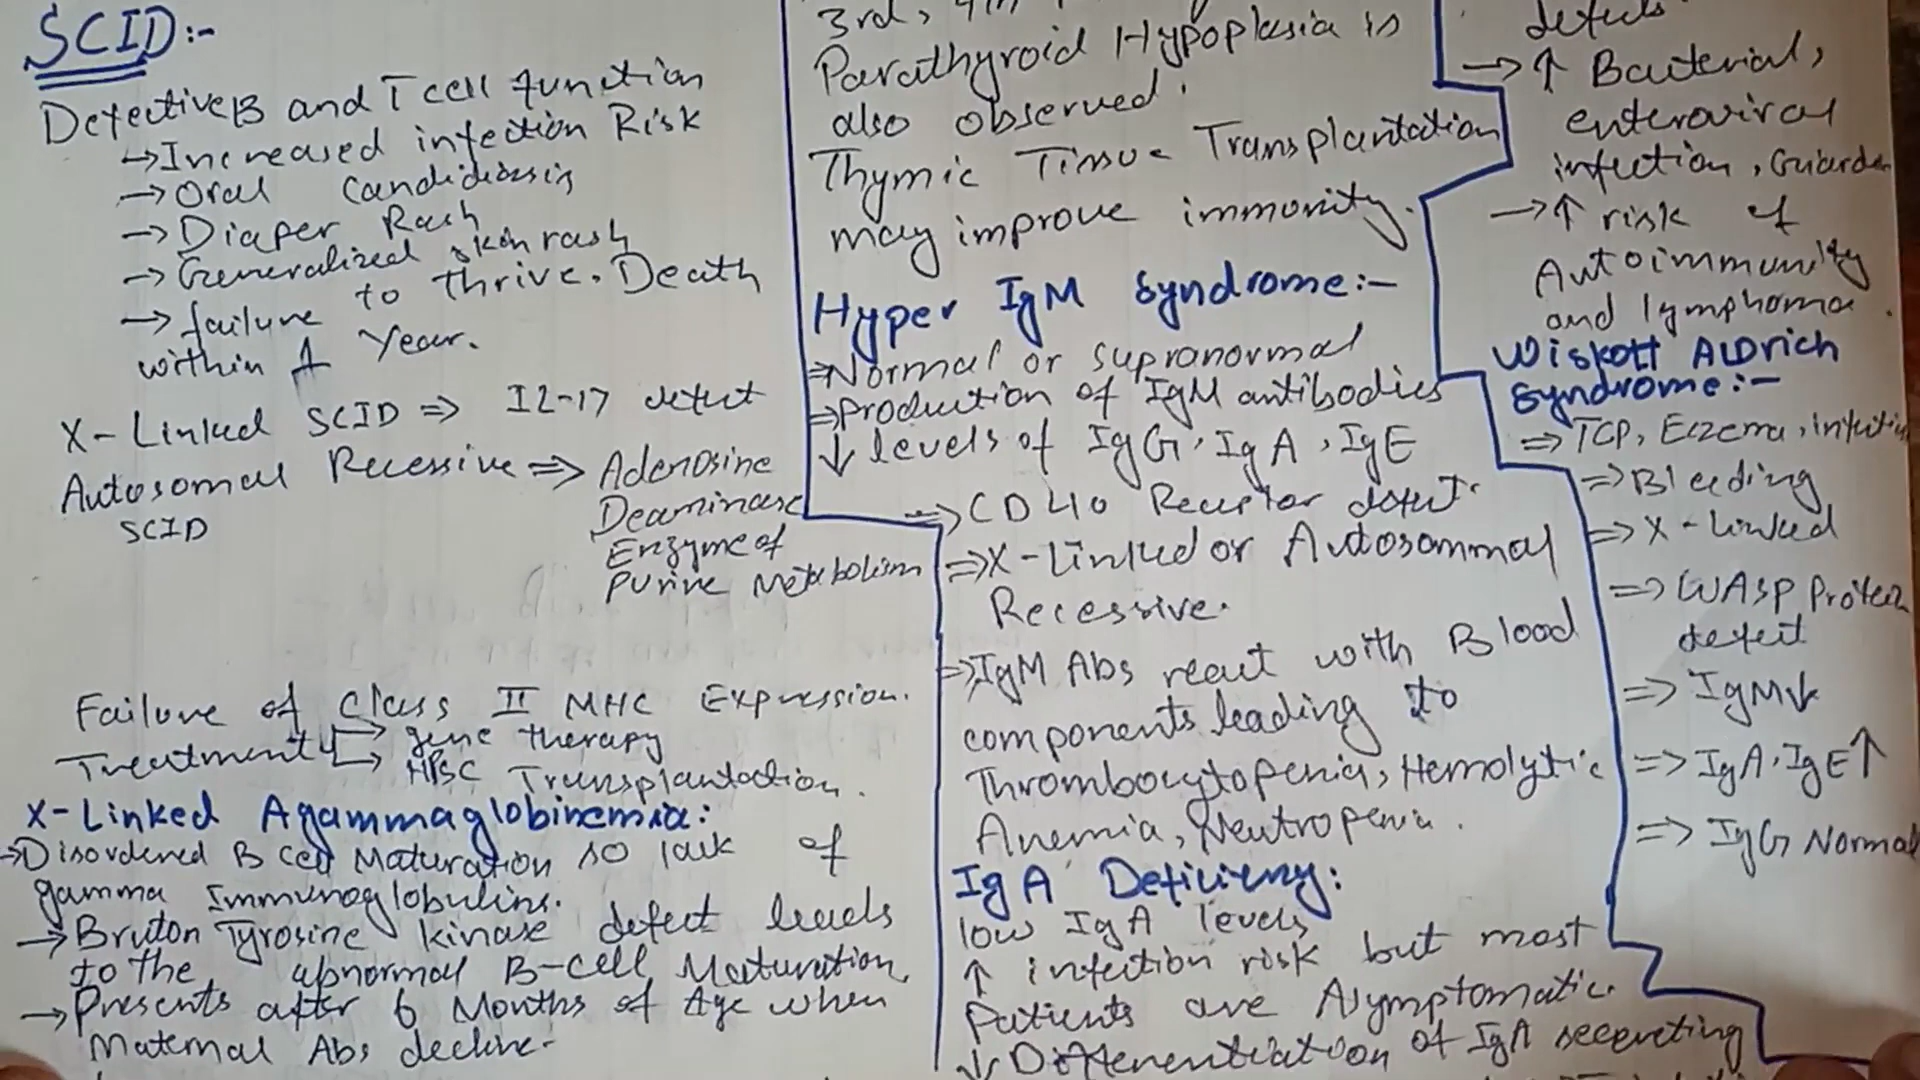 SCID:-
Defective B and T cell function
→Increased infection Risk
→Oral Candidiasis
→Diaper Rash
→Generalized skin rash
→failure to thrive. Death
within 1 Year.
X-Linked SCID ⇒ I2-17 defect
Autosomal Recessive ⇒ Adenosine
SCID
Deaminase
Enzyme of
Purine Metabolism
Failure of Class II MHC Expression.
Treatment → gene therapy
→ HPSC Transplantation.
X-Linked Agammaglobinemia:
→Disordered B Cell Maturation so lack of
gamma Immunoglobulins.
→Bruton Tyrosine kinase defect levels
to the abnormal B-cell Maturation
→Presents after 6 Months of Age when
Maternal Abs decline-
3rd, 4th
Parathyroid Hypoplasia is
also observed.
Thymic Tissue Transplantation
may improve immunity.
Hyper IgM Syndrome:-
⇒Normal or supranormal
⇒Production of IgM antibodies
↓ levels of IgG, IgA, IgE
⇒CD40 Receptor defect.
⇒X-Linked or Autosommal
Recessive.
⇒IgM Abs react with Blood
components leading to
Thrombocytopenia, Hemolytic
Anemia, Neutropenia.
IgA Deficiency:
low IgA levels,
↑ infection risk but most
Patients are Asymptomatic.
↓ Differentiation of IgA secreting
defects
→↑ Bacterial,
enteroviral
infection,
→↑ risk of
Autoimmunity
and lymphoma.
Wiskott ALDrich
Syndrome:-
⇒ TCP, Eczema,
⇒Bleeding
⇒X-Linked
⇒WASP Protein
defect
⇒ IgM↓
⇒ IgA, IgE↑
⇒ IgG Normal